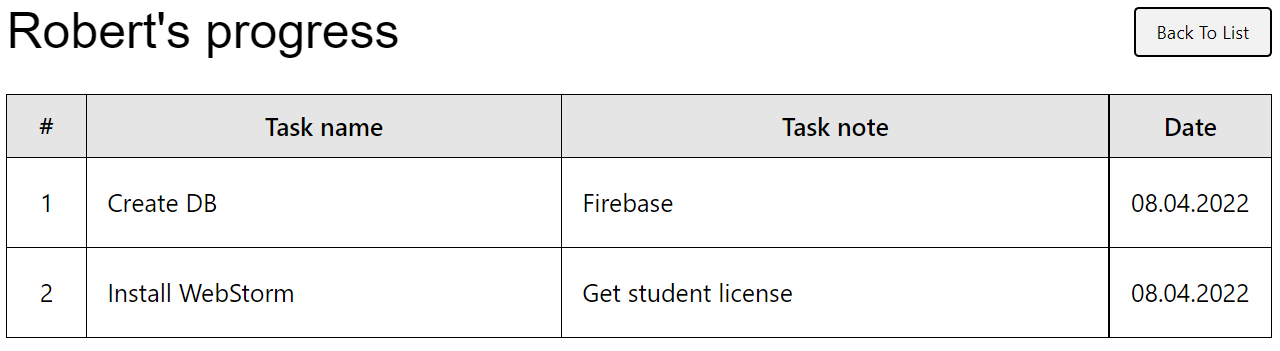 Robert's progress
Back To List
# Task name Task note Date
1 Create DB Firebase 08.04.2022
2 Install WebStorm Get student license 08.04.2022